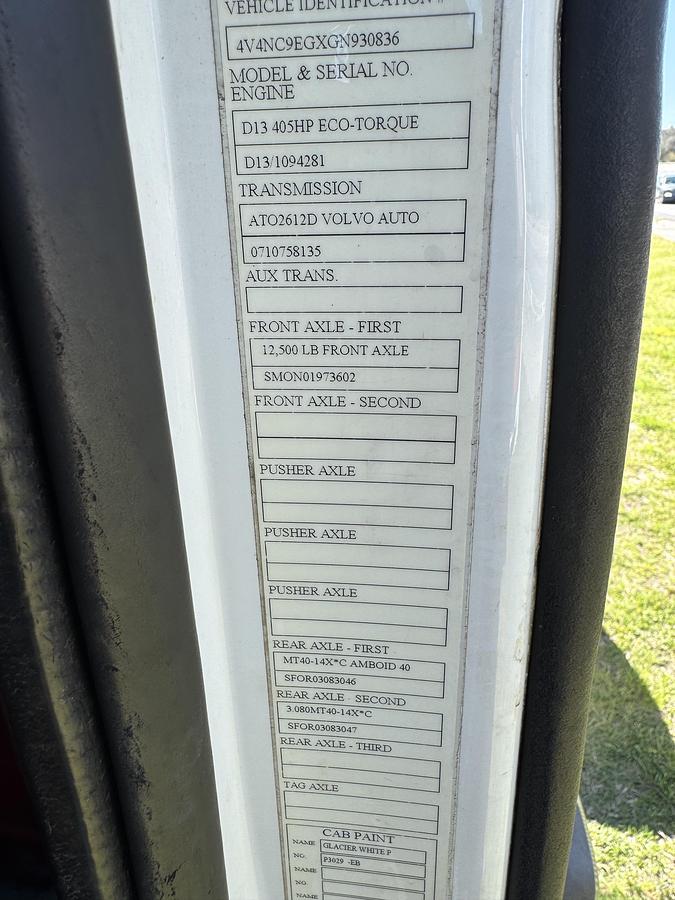 VEHICLE IDENTIFICATION #
4V4NC9EGXGN930836
MODEL & SERIAL NO.
ENGINE
D13 405HP ECO-TORQUE
D13/1094281
TRANSMISSION
ATO2612D VOLVO AUTO
0710758135
AUX TRANS.
FRONT AXLE - FIRST
12,500 LB FRONT AXLE
SMON01973602
FRONT AXLE - SECOND
PUSHER AXLE
PUSHER AXLE
PUSHER AXLE
REAR AXLE - FIRST
MT40-14X*C AMBOID 40
SFOR03083046
REAR AXLE - SECOND
3.080MT40-14X*C
SFOR03083047
REAR AXLE - THIRD
TAG AXLE
CAB PAINT
NAME GLACIER WHITE P
NO. P3029 -EB
NAME
NO.
NAME